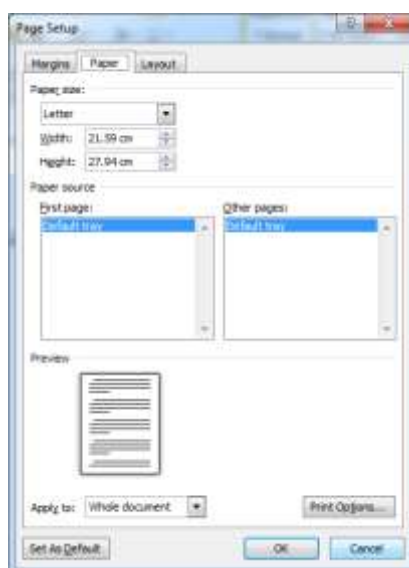 Page Setup
Margins Paper Layout
Paper size:
Letter
Width: 21.59 cm
Height: 27.94 cm
Paper source
First page: Other pages:
Default tray Default tray
Preview
Apply to: Whole document Print Options...
Set As Default OK Cancel